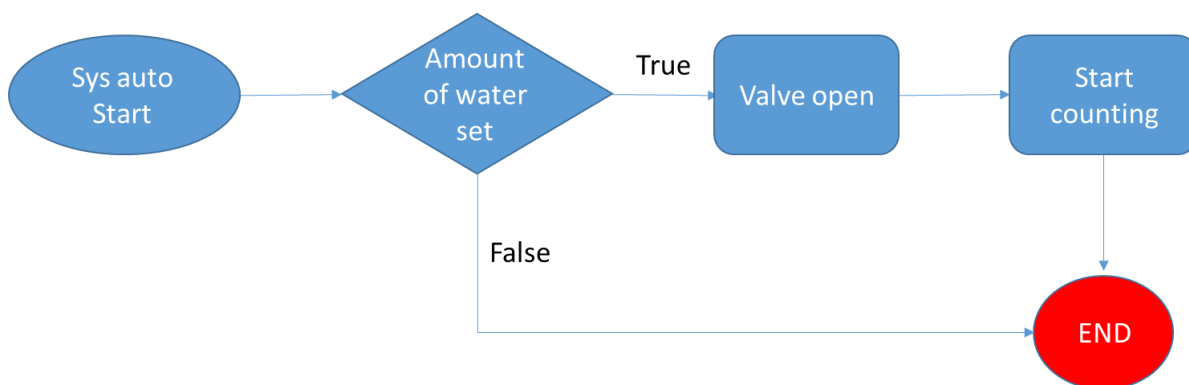 Sys auto
Start
Amount
of water
set
True
Valve open
Start
counting
False
END